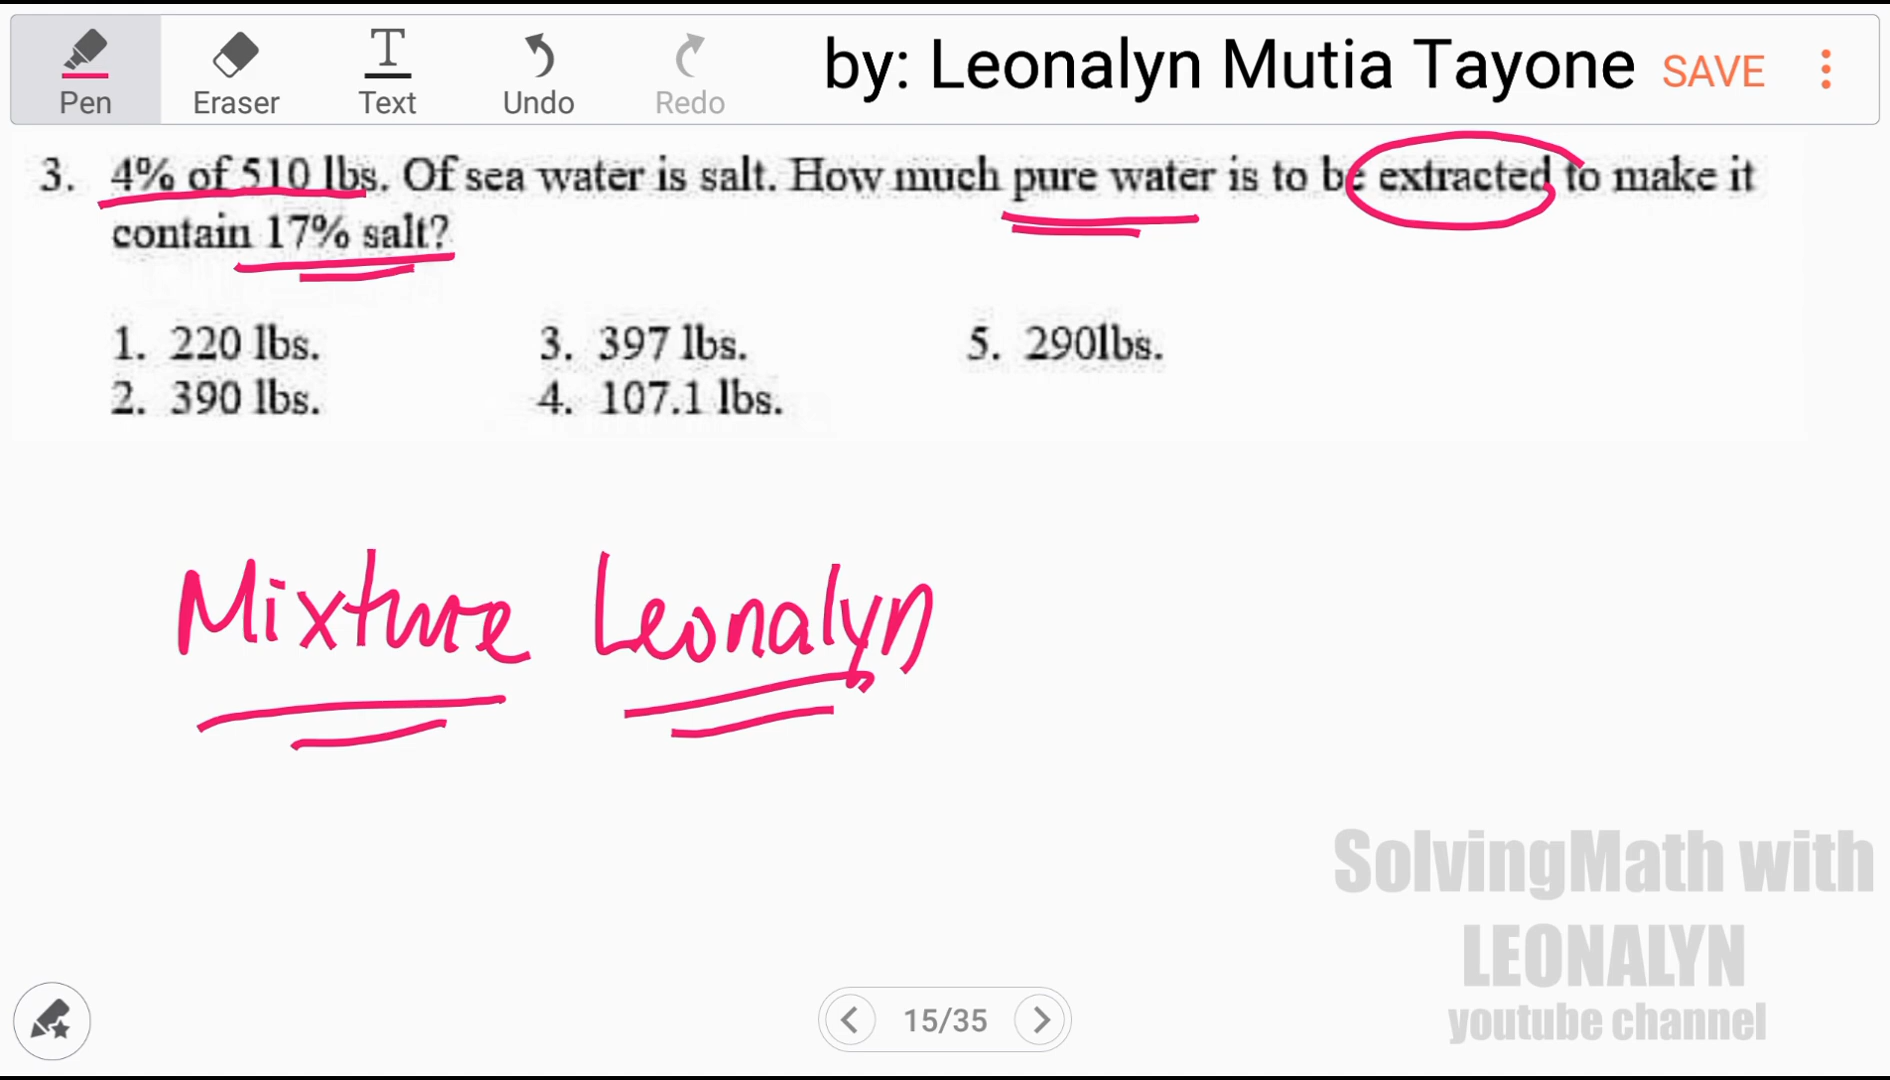 Pen Eraser Text Undo Redo by: Leonalyn Mutia Tayone SAVE
3. 4% of 510 lbs. Of sea water is salt. How much pure water is to be extracted to make it
contain 17% salt?
1. 220 lbs. 3. 397 lbs. 5. 290lbs.
2. 390 lbs. 4. 107.1 lbs.
Mixture Leonalyn
SolvingMath with
LEONALYN
youtube channel
15/35